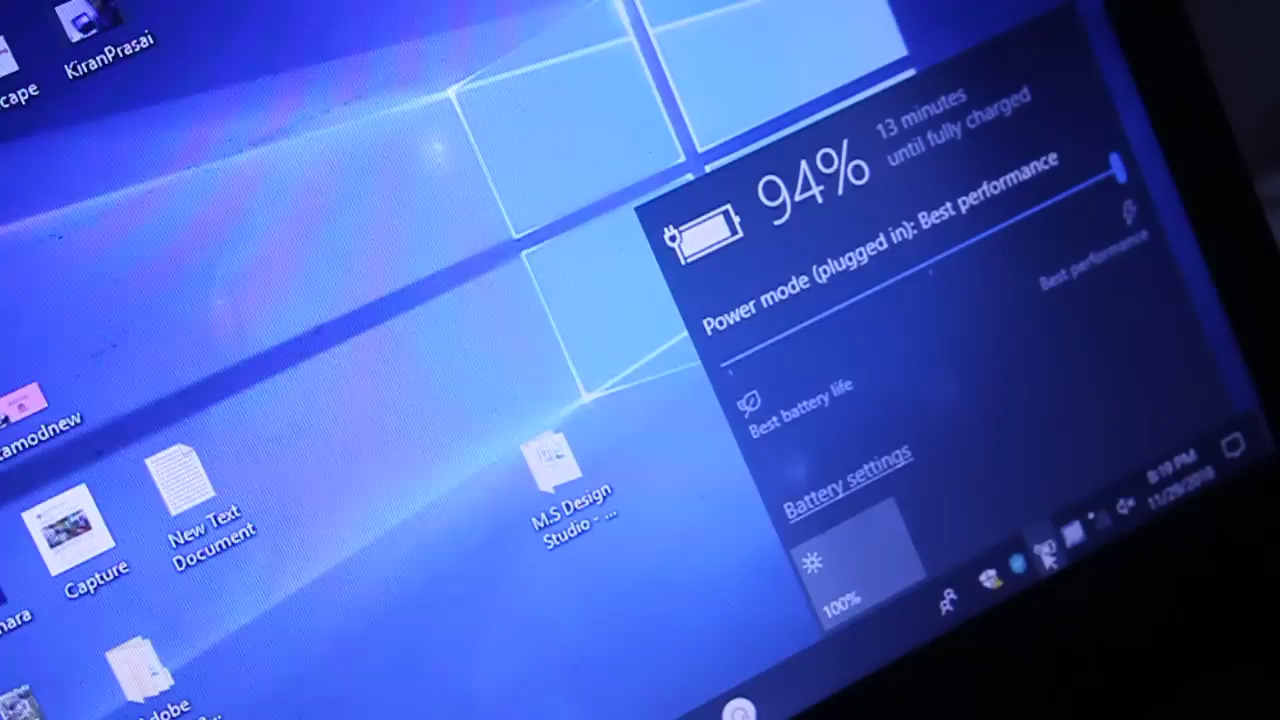 KiranPrasai
cape
94%
13 minutes
until fully charged
Power mode (plugged in): Best performance
Best performance
Best battery life
Battery settings
100%
amodnew
New Text
Document
M.S Design
Studio - ...
Capture
Adobe
8:19 PM